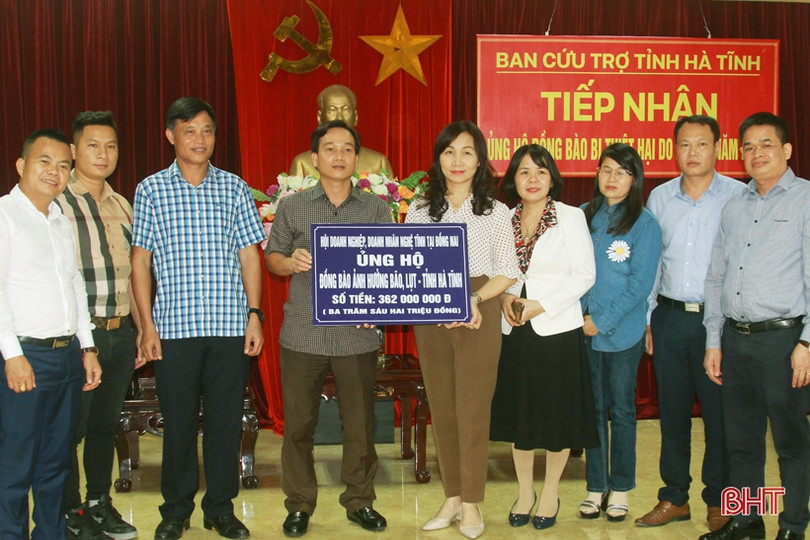 BAN CỨU TRỢ TỈNH HÀ TĨNH
TIẾP NHẬN
ỦNG HỘ ĐỒNG BÀO BỊ THIỆT HẠI DO NĂM
HỘI DOANH NGHIỆP, DOANH NHÂN NGHỆ TĨNH TẠI ĐỒNG NAI
ỦNG HỘ
ĐỒNG BÀO ẢNH HƯỞNG BÃO, LỤT - TỈNH HÀ TĨNH
SỐ TIỀN: 362 000 000 Đ
( BA TRĂM SÁU HAI TRIỆU ĐỒNG)
BHT